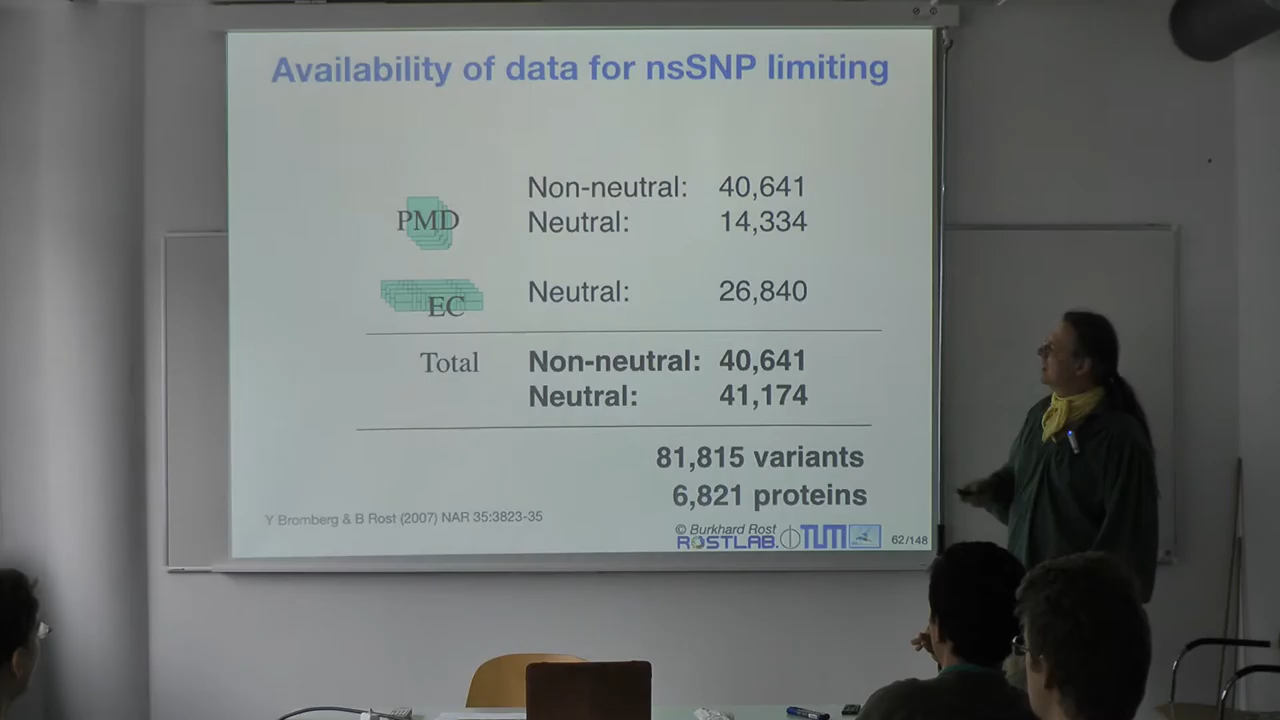 Availability of data for nsSNP limiting
Non-neutral: 40,641
PMD Neutral: 14,334
EC Neutral: 26,840
Total Non-neutral: 40,641
Neutral: 41,174
81,815 variants
6,821 proteins
Y Bromberg & B Rost (2007) NAR 35:3823-35
© Burkhard Rost
ROSTLAB. TUM 62/148